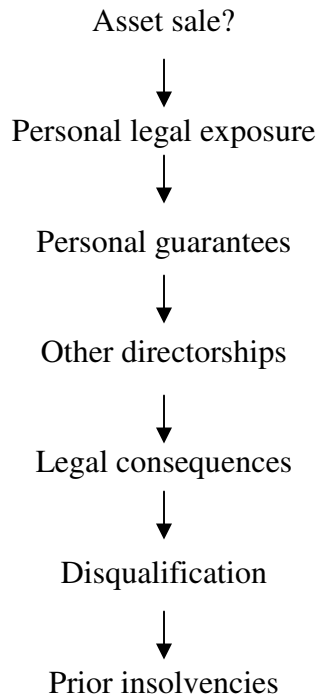 Asset sale?
Personal legal exposure
Personal guarantees
Other directorships
Legal consequences
Disqualification
Prior insolvencies